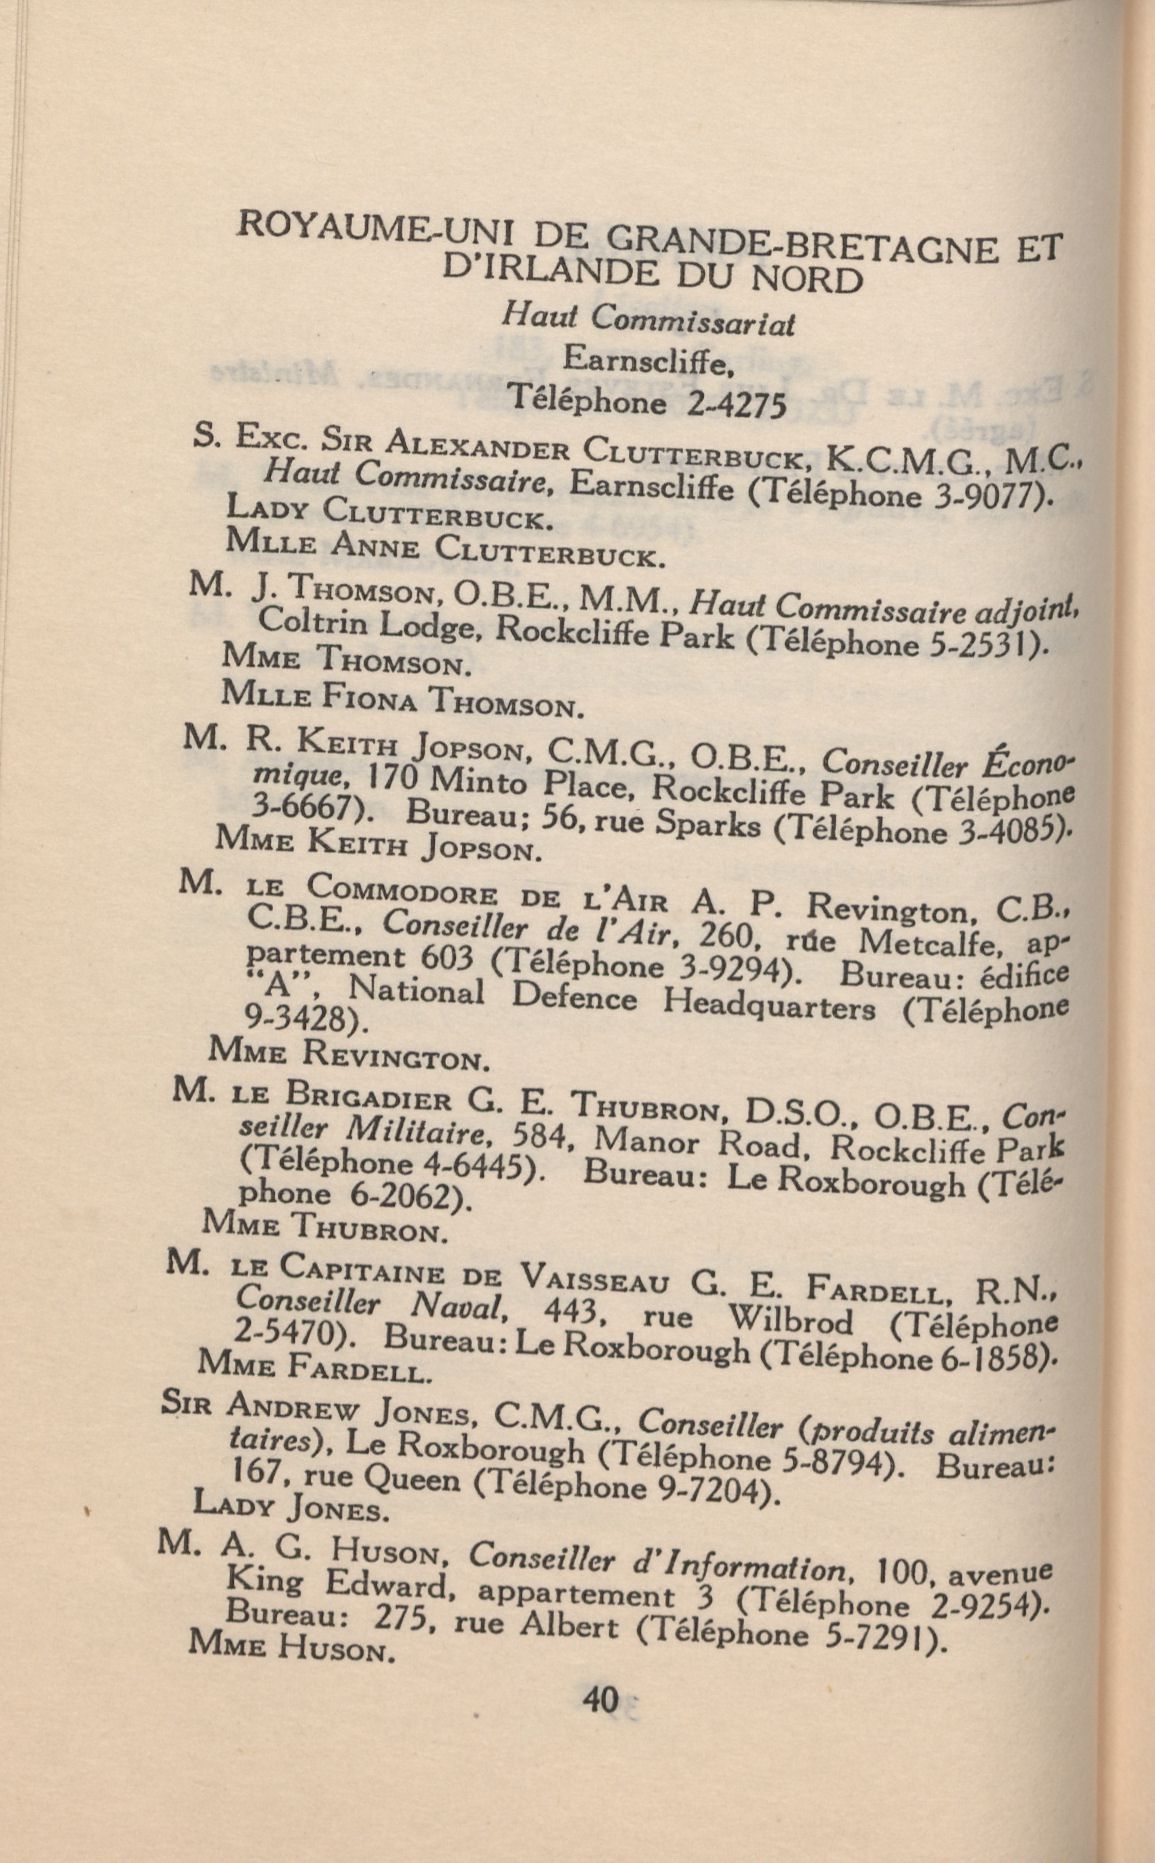 ROYAUME-UNI DE GRANDE-BRETAGNE ET
D'IRLANDE DU NORD
Haut Commissariat
Earnscliffe,
Téléphone 2-4275
S. Exc. Sir Alexander Clutterbuck, K.C.M.G., M.C.,
Haut Commissaire, Earnscliffe (Téléphone 3-9077).
Lady Clutterbuck.
Mlle Anne Clutterbuck.
M. J. Thomson, O.B.E., M.M., Haut Commissaire adjoint,
Coltrin Lodge, Rockcliffe Park (Téléphone 5-2531).
Mme Thomson.
Mlle Fiona Thomson.
M. R. Keith Jopson, C.M.G., O.B.E., Conseiller Écono-
mique, 170 Minto Place, Rockcliffe Park (Téléphone
3-6667). Bureau; 56, rue Sparks (Téléphone 3-4085).
Mme Keith Jopson.
M. le Commodore de l'Air A. P. Revington, C.B.,
C.B.E., Conseiller de l'Air, 260, rue Metcalfe, ap-
partement 603 (Téléphone 3-9294). Bureau: édifice
"A", National Defence Headquarters (Téléphone
9-3428).
Mme Revington.
M. le Brigadier G. E. Thubron, D.S.O., O.B.E., Con-
seiller Militaire, 584, Manor Road, Rockcliffe Park
(Téléphone 4-6445). Bureau: Le Roxborough (Télé-
phone 6-2062).
Mme Thubron.
M. le Capitaine de Vaisseau G. E. Fardell, R.N.,
Conseiller Naval, 443, rue Wilbrod (Téléphone
2-5470). Bureau: Le Roxborough (Téléphone 6-1858).
Mme Fardell.
Sir Andrew Jones, C.M.G., Conseiller (produits alimen-
taires), Le Roxborough (Téléphone 5-8794). Bureau:
167, rue Queen (Téléphone 9-7204).
Lady Jones.
M. A. G. Huson, Conseiller d'Information, 100, avenue
King Edward, appartement 3 (Téléphone 2-9254).
Bureau: 275, rue Albert (Téléphone 5-7291).
Mme Huson.
40